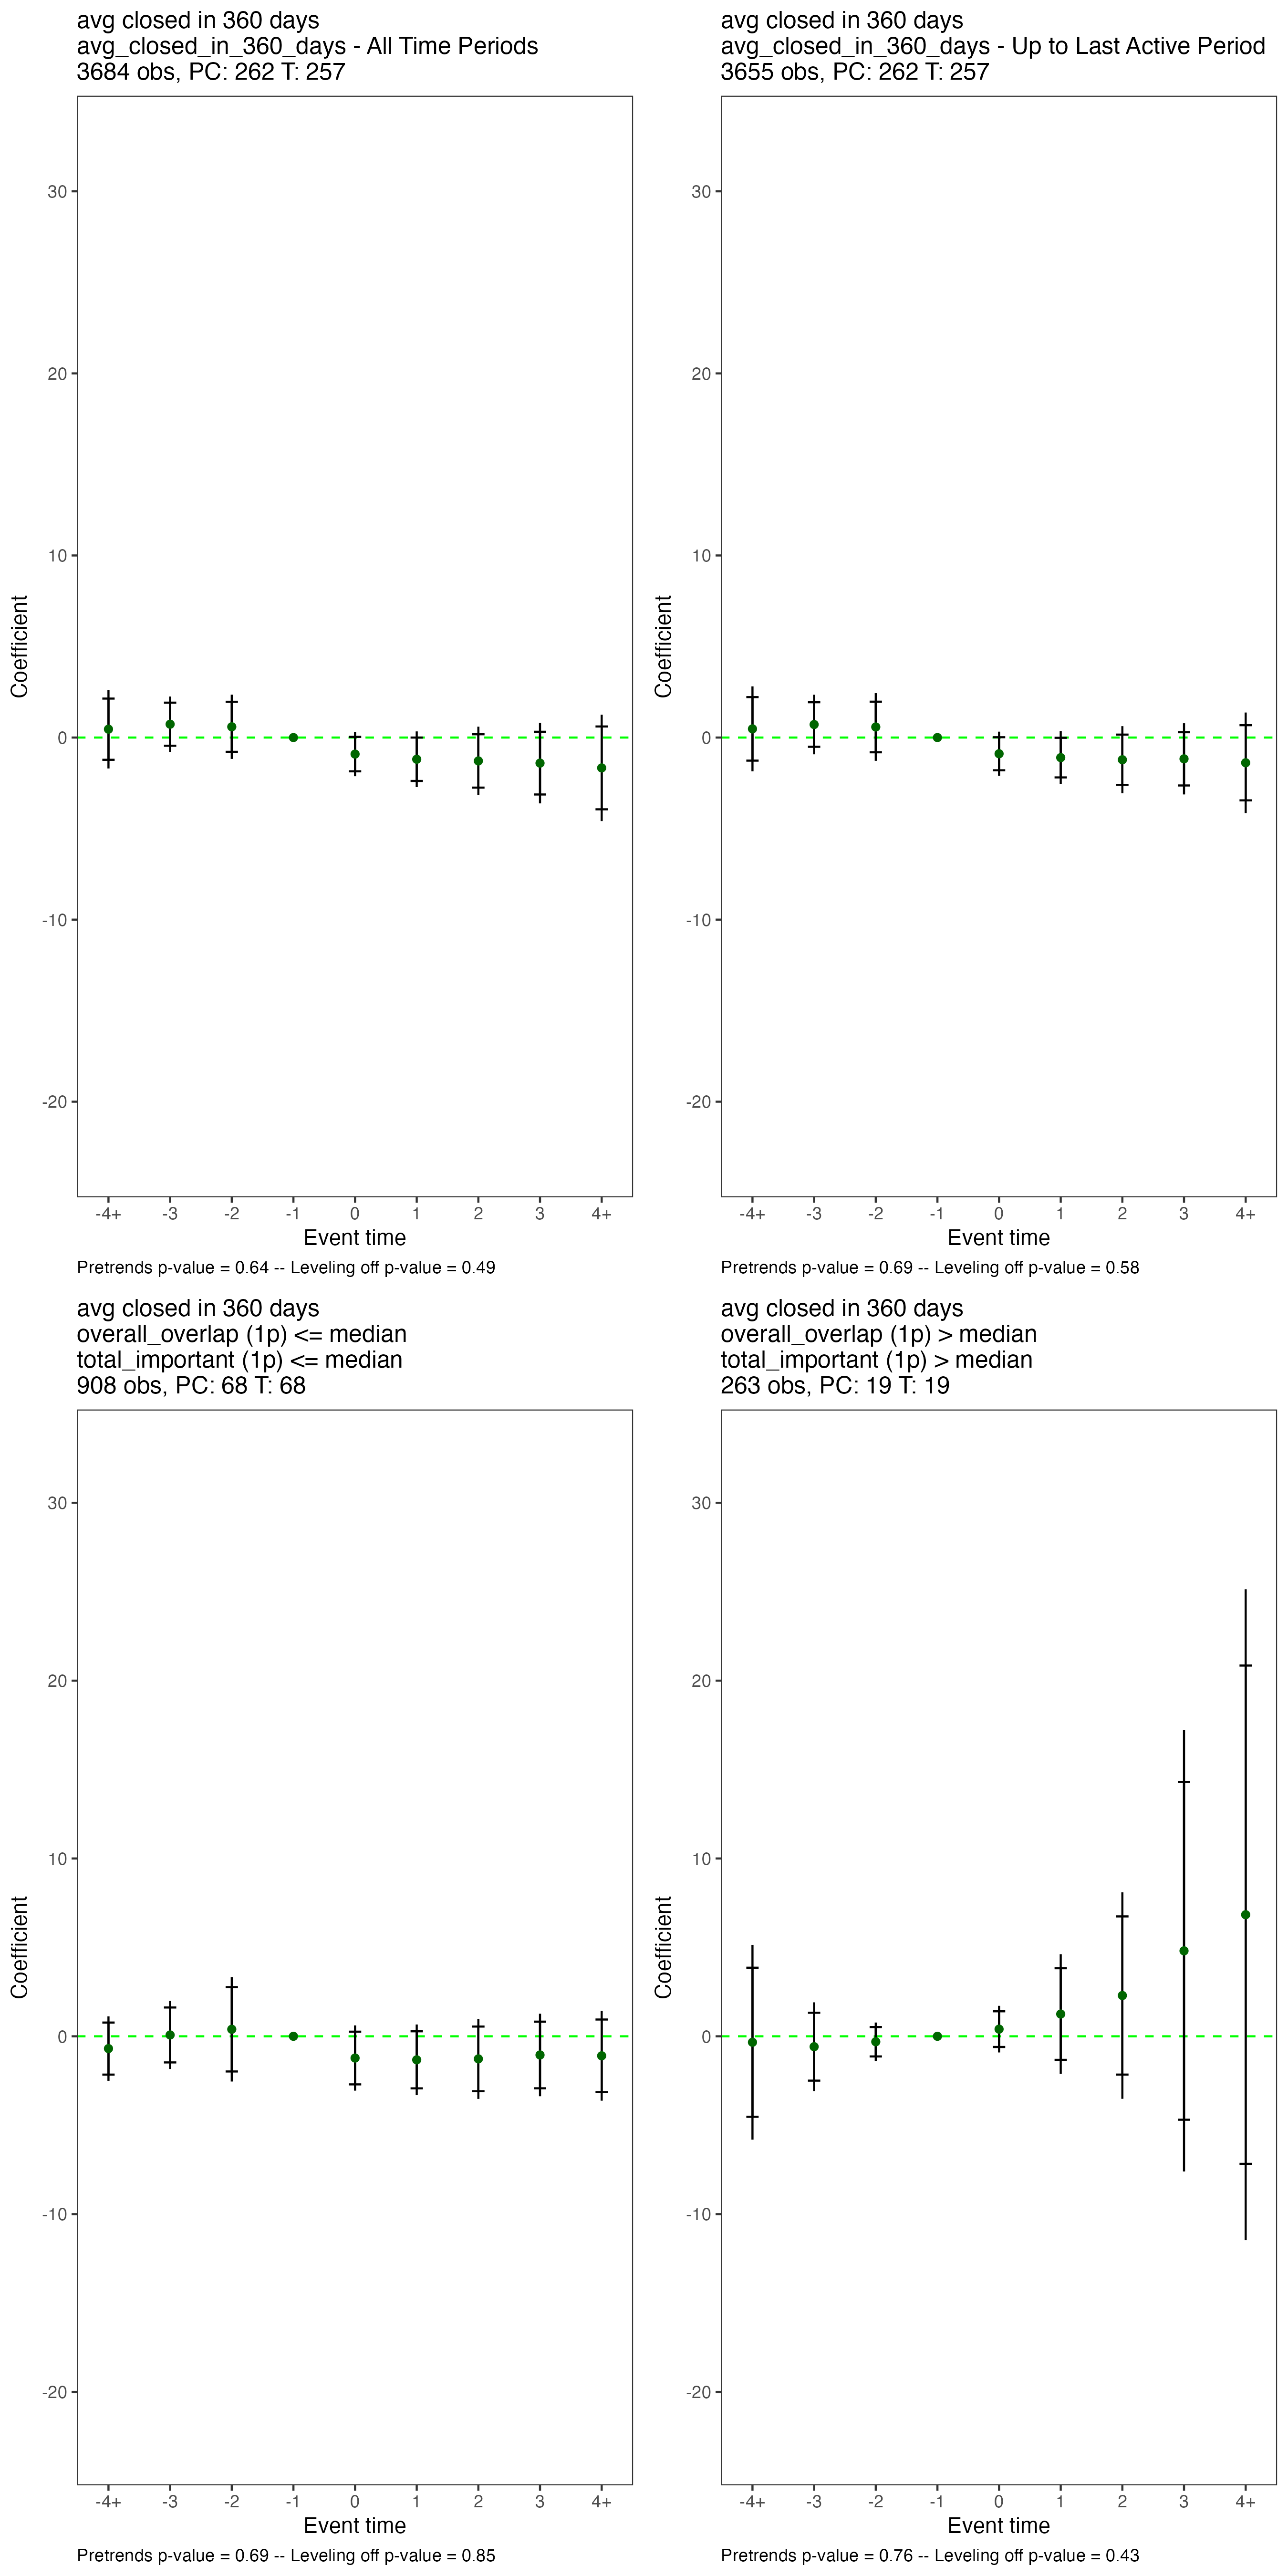 avg closed in 360 days
avg_closed_in_360_days - All Time Periods
3684 obs, PC: 262 T: 257
30
20
10
0
-10
-20
Coefficient
-4+ -3 -2 -1 0 1 2 3 4+
Event time
Pretrends p-value = 0.64 -- Leveling off p-value = 0.49
avg closed in 360 days
avg_closed_in_360_days - Up to Last Active Period
3655 obs, PC: 262 T: 257
30
20
10
0
-10
-20
Coefficient
-4+ -3 -2 -1 0 1 2 3 4+
Event time
Pretrends p-value = 0.69 -- Leveling off p-value = 0.58
avg closed in 360 days
overall_overlap (1p) <= median
total_important (1p) <= median
908 obs, PC: 68 T: 68
30
20
10
0
-10
-20
Coefficient
-4+ -3 -2 -1 0 1 2 3 4+
Event time
Pretrends p-value = 0.69 -- Leveling off p-value = 0.85
avg closed in 360 days
overall_overlap (1p) > median
total_important (1p) > median
263 obs, PC: 19 T: 19
30
20
10
0
-10
-20
Coefficient
-4+ -3 -2 -1 0 1 2 3 4+
Event time
Pretrends p-value = 0.76 -- Leveling off p-value = 0.43